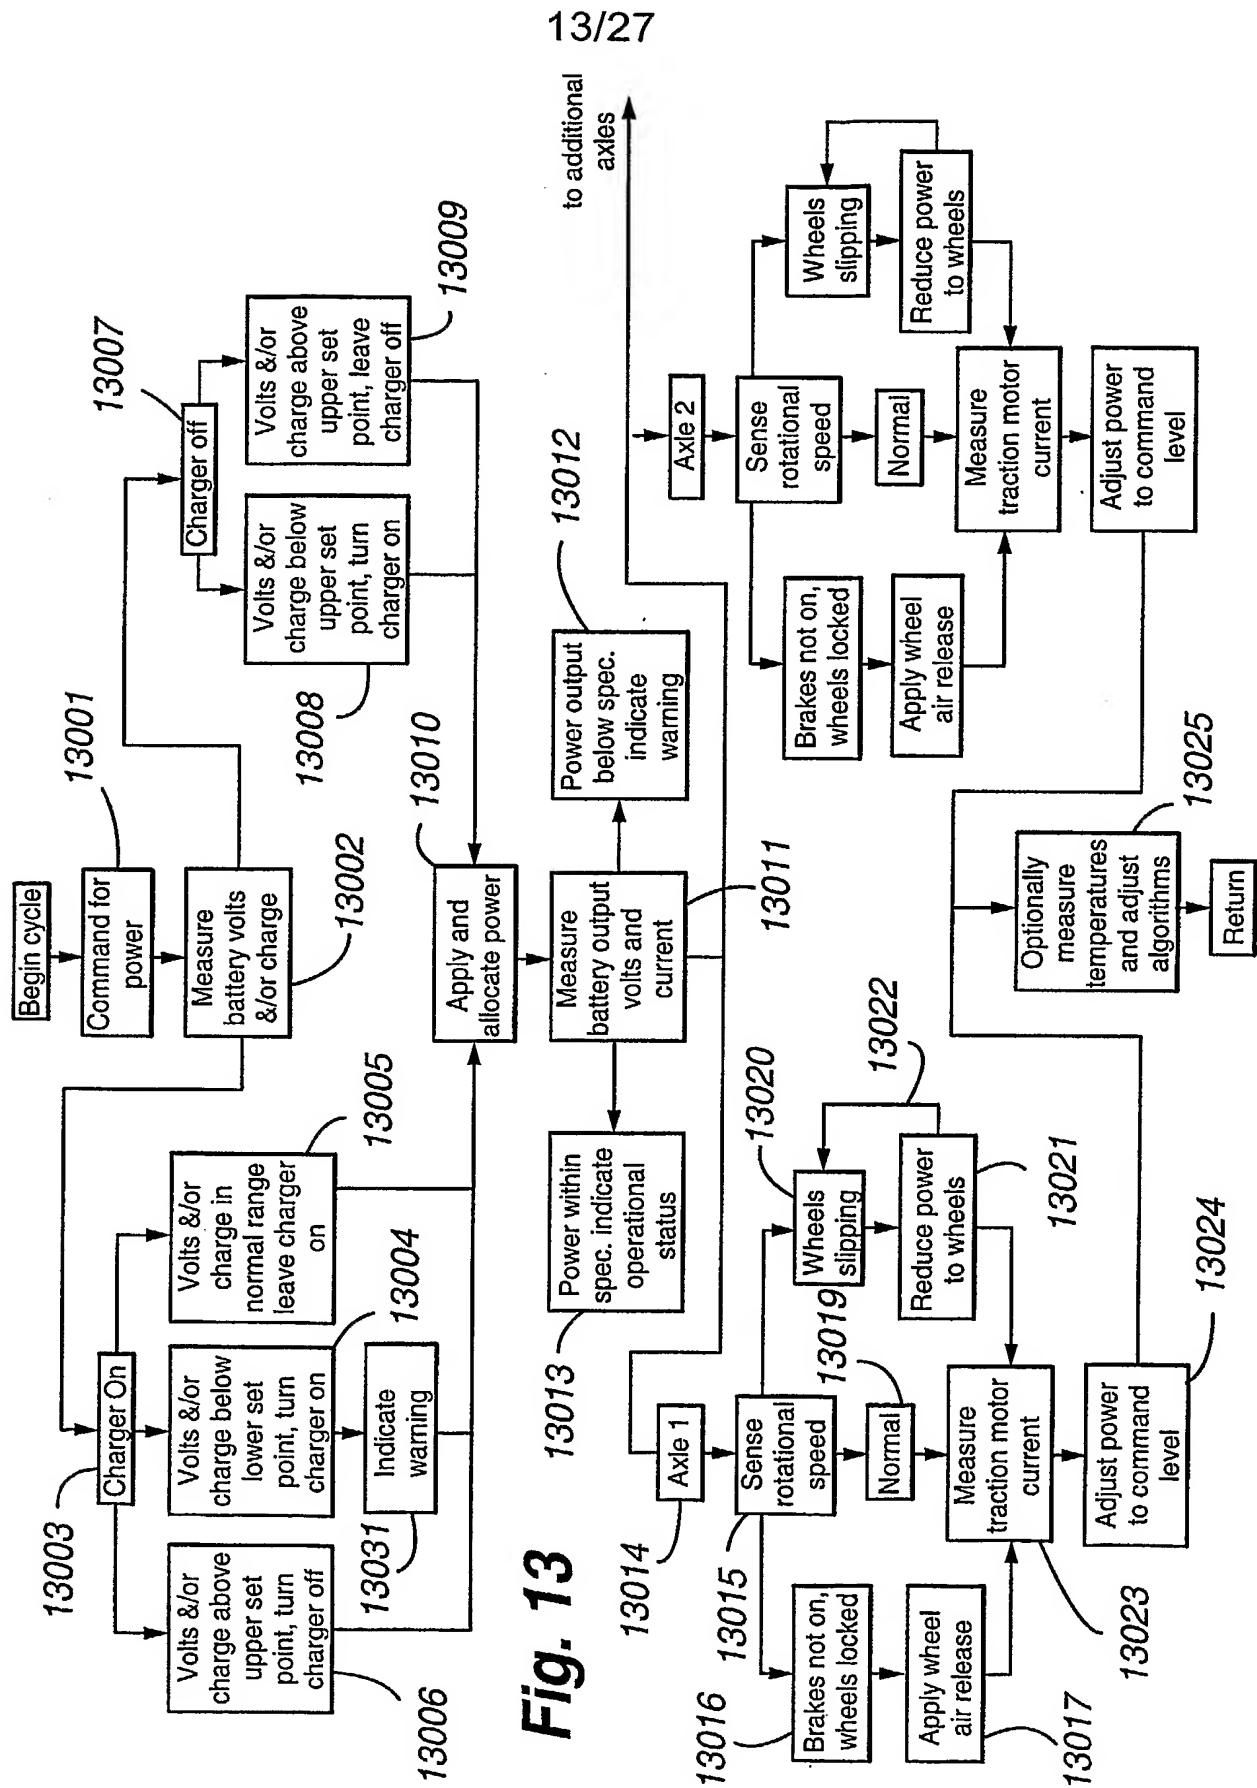 13/27
Begin cycle
13001
Command for
power
13002
Measure
battery volts
&/or charge
13003
Charger On
13007
Charger off
13006
Volts &/or
charge above
upper set
point, turn
charger off
13004
Volts &/or
charge below
lower set
point, turn
charger on
13005
Volts &/or
charge in
normal range
leave charger
on
13031
Indicate
warning
13008
Volts &/or
charge below
upper set
point, turn
charger on
13009
Volts &/or
charge above
upper set
point, leave
charger off
13010
Apply and
allocate power
Fig. 13
13013
Power within
spec. indicate
operational
status
13011
Measure
battery output
volts and
current
13012
Power output
below spec.
indicate
warning
to additional
axles
13014
Axle 1
13015
Sense
rotational
speed
13016
Brakes not on,
wheels locked
13017
Apply wheel
air release
13019
Normal
13020
Wheels
slipping
13021
Reduce power
to wheels
13022
13023
Measure
traction motor
current
13024
Adjust power
to command
level
Axle 2
Sense
rotational
speed
Brakes not on,
wheels locked
Apply wheel
air release
Normal
Wheels
slipping
Reduce power
to wheels
Measure
traction motor
current
Adjust power
to command
level
13025
Optionally
measure
temperatures
and adjust
algorithms
Return